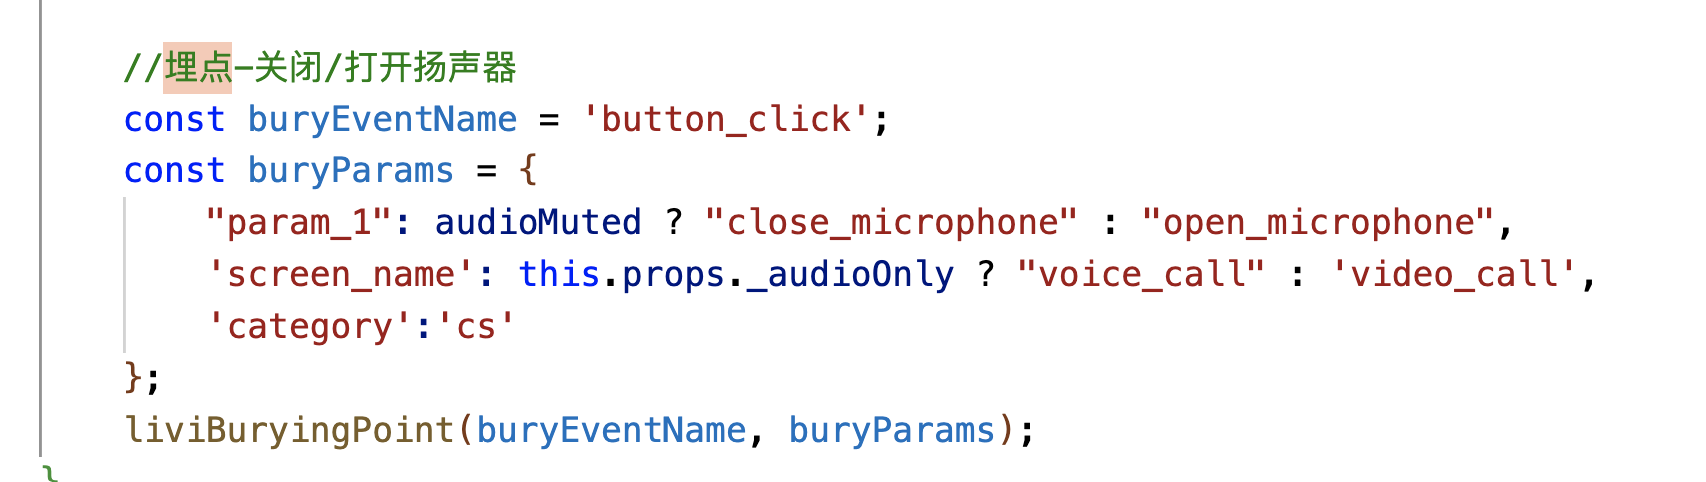 //埋点-关闭/打开扬声器
const buryEventName = 'button_click';
const buryParams = {
"param_1": audioMuted ? "close_microphone" : "open_microphone",
'screen_name': this.props._audioOnly ? "voice_call" : 'video_call',
'category':'cs'
};
liviBuryingPoint(buryEventName, buryParams);
}